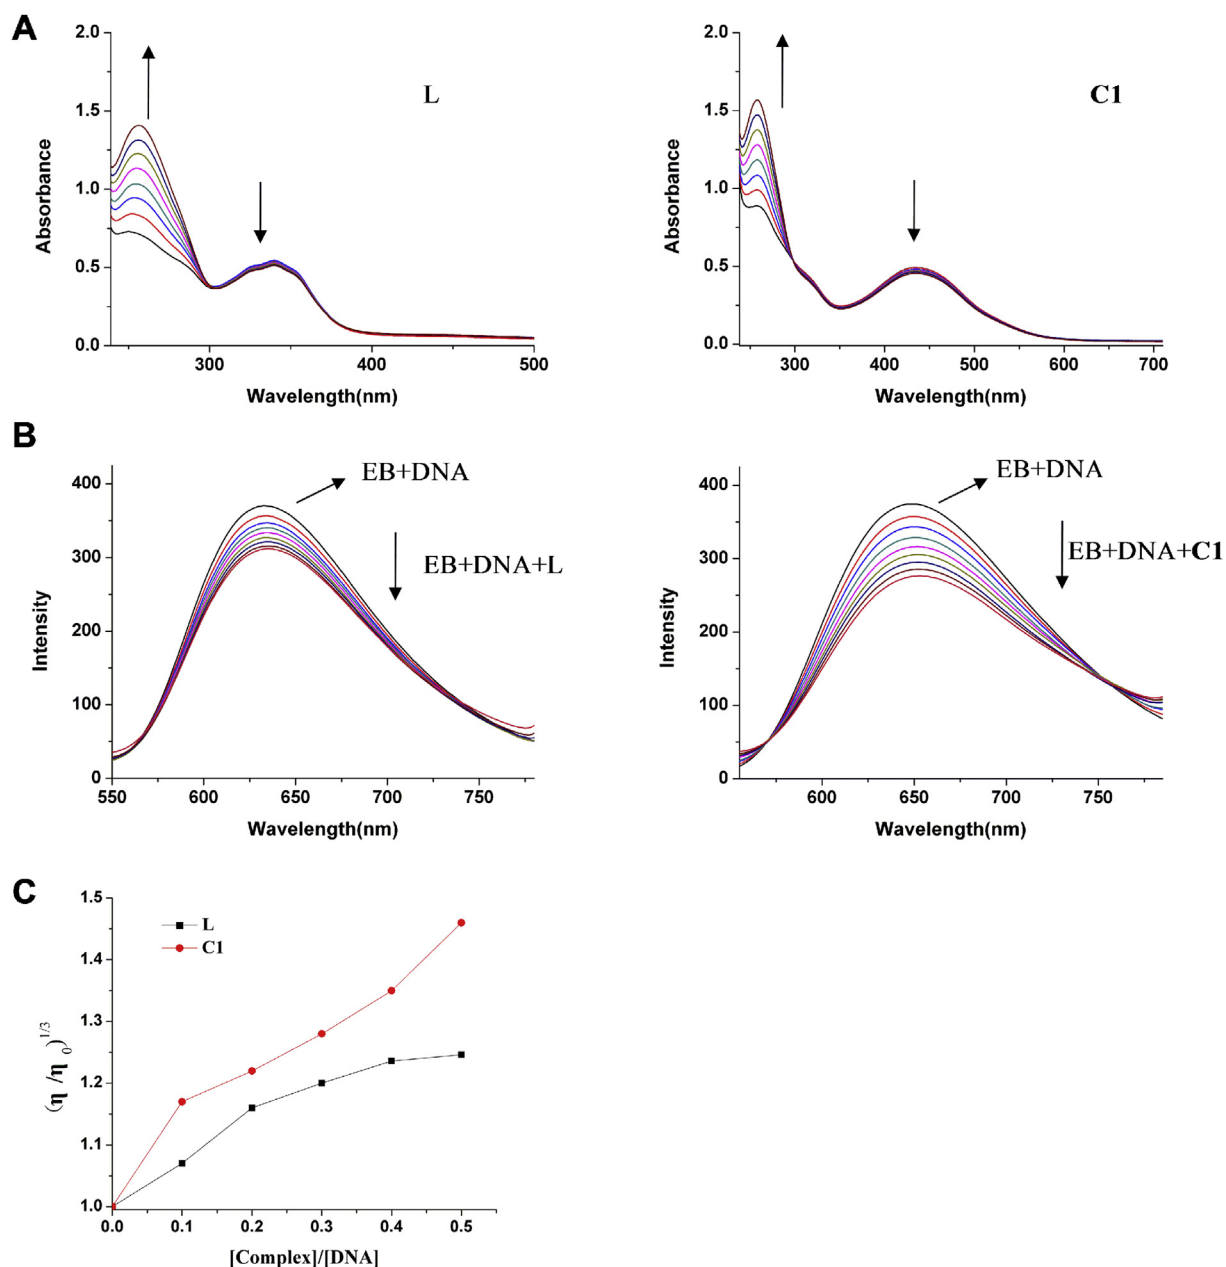 A
2.0
1.5
1.0
0.5
0.0
Absorbance
L
300
400
500
Wavelength(nm)
2.0
1.5
1.0
0.5
0.0
Absorbance
C1
300
400
500
600
700
Wavelength(nm)
B
400
300
200
100
0
Intensity
EB+DNA
EB+DNA+L
550
600
650
700
750
Wavelength(nm)
400
300
200
100
0
Intensity
EB+DNA
EB+DNA+C1
600
650
700
750
Wavelength(nm)
C
1.5
1.4
1.3
1.2
1.1
1.0
(η /η 0)1/3
L
C1
0.0
0.1
0.2
0.3
0.4
0.5
[Complex]/[DNA]